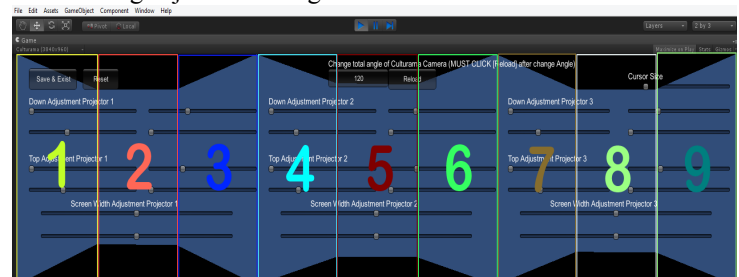 File Edit Assets GameObject Component Window Help
Pivot Local Layers 2 by 3
Game
Culturama (3840x960) Maximize on Play Stats Gizmos
Change total angle of Culturama Camera (MUST CLICK [Reload] after change Angle)
Save & Exist Reset 120 Reload Cursor Size
Down Adjustment Projector 1 Down Adjustment Projector 2 Down Adjustment Projector 3
1 2 3 4 5 6 7 8 9
Top Adjustment Projector 1 Top Adjustment Projector 2 Top Adjustment Projector 3
Screen Width Adjustment Projector 1 Screen Width Adjustment Projector 2 Screen Width Adjustment Projector 3